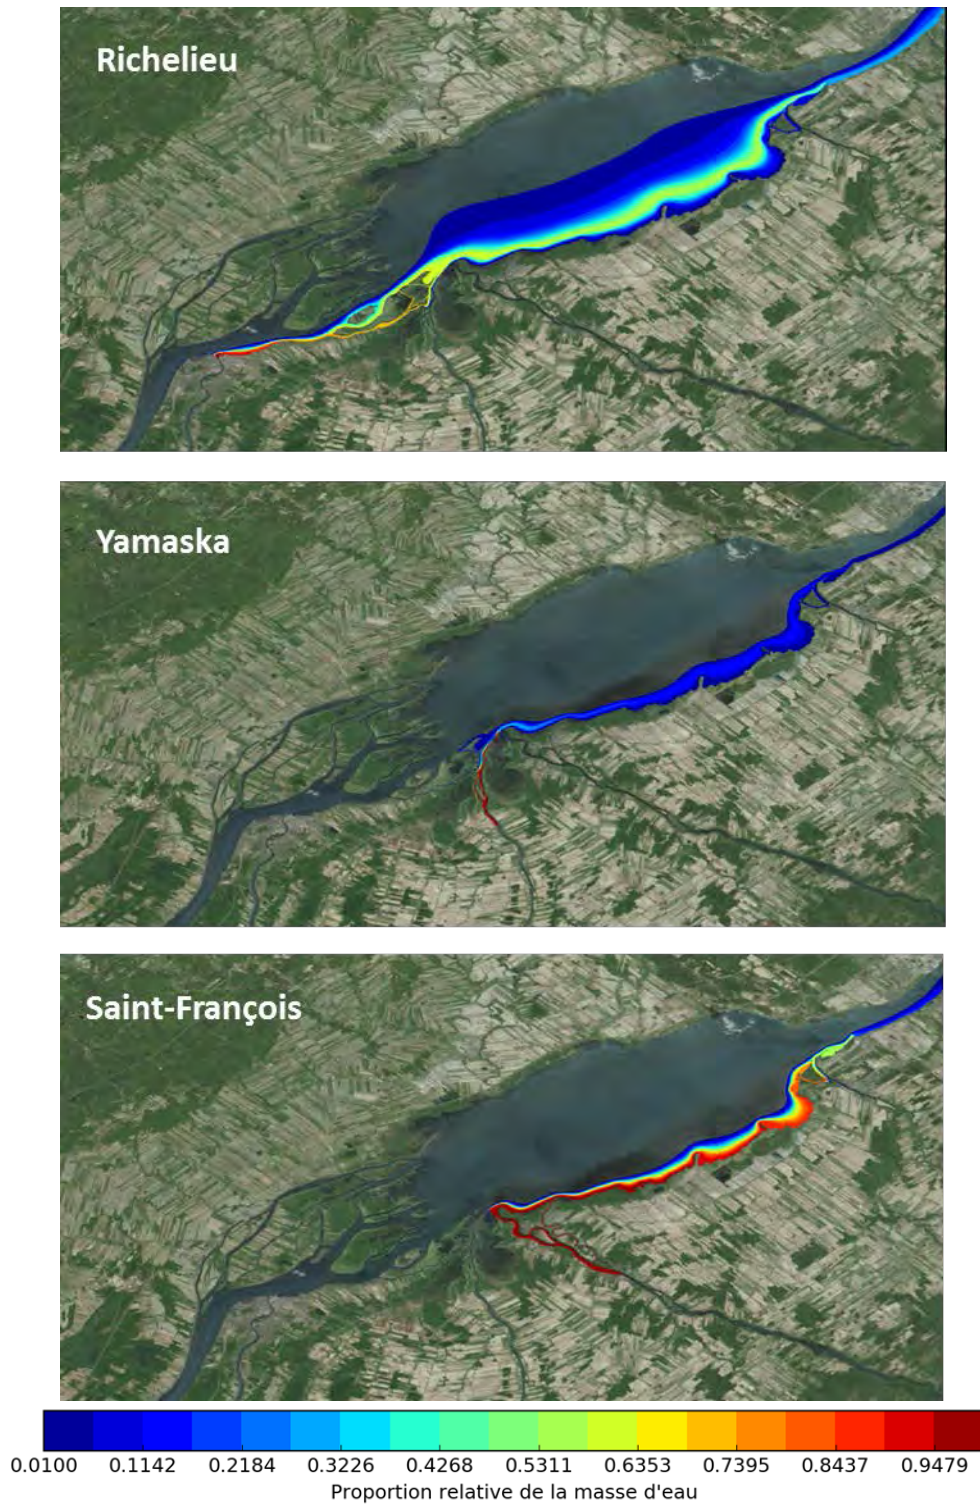 Richelieu
Yamaska
Saint-François
0.0100 0.1142 0.2184 0.3226 0.4268 0.5311 0.6353 0.7395 0.8437 0.9479
Proportion relative de la masse d'eau